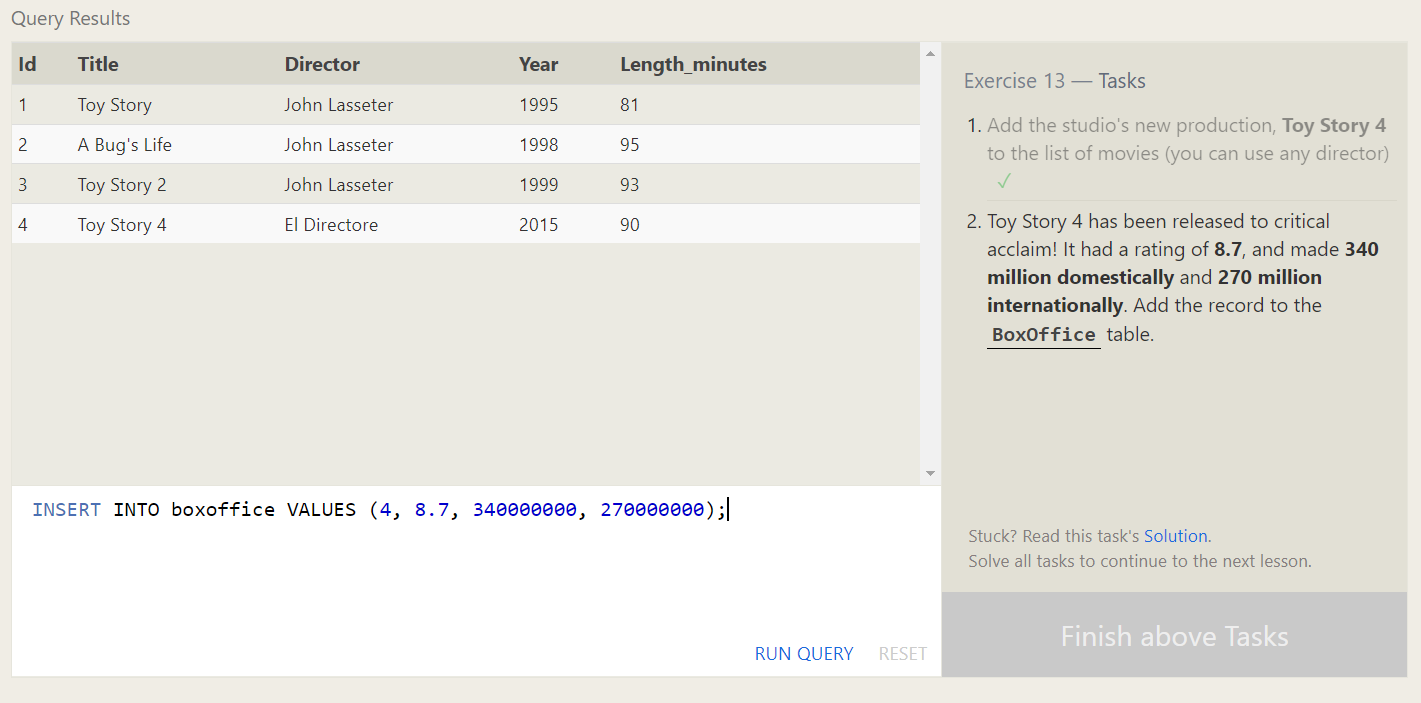 Query Results
Id Title Director Year Length_minutes
1 Toy Story John Lasseter 1995 81
2 A Bug's Life John Lasseter 1998 95
3 Toy Story 2 John Lasseter 1999 93
4 Toy Story 4 El Directore 2015 90
INSERT INTO boxoffice VALUES (4, 8.7, 340000000, 270000000);
RUN QUERY RESET
Exercise 13 — Tasks
1. Add the studio's new production, Toy Story 4
to the list of movies (you can use any director)
✓
2. Toy Story 4 has been released to critical
acclaim! It had a rating of 8.7, and made 340
million domestically and 270 million
internationally. Add the record to the
BoxOffice table.
Stuck? Read this task's Solution.
Solve all tasks to continue to the next lesson.
Finish above Tasks